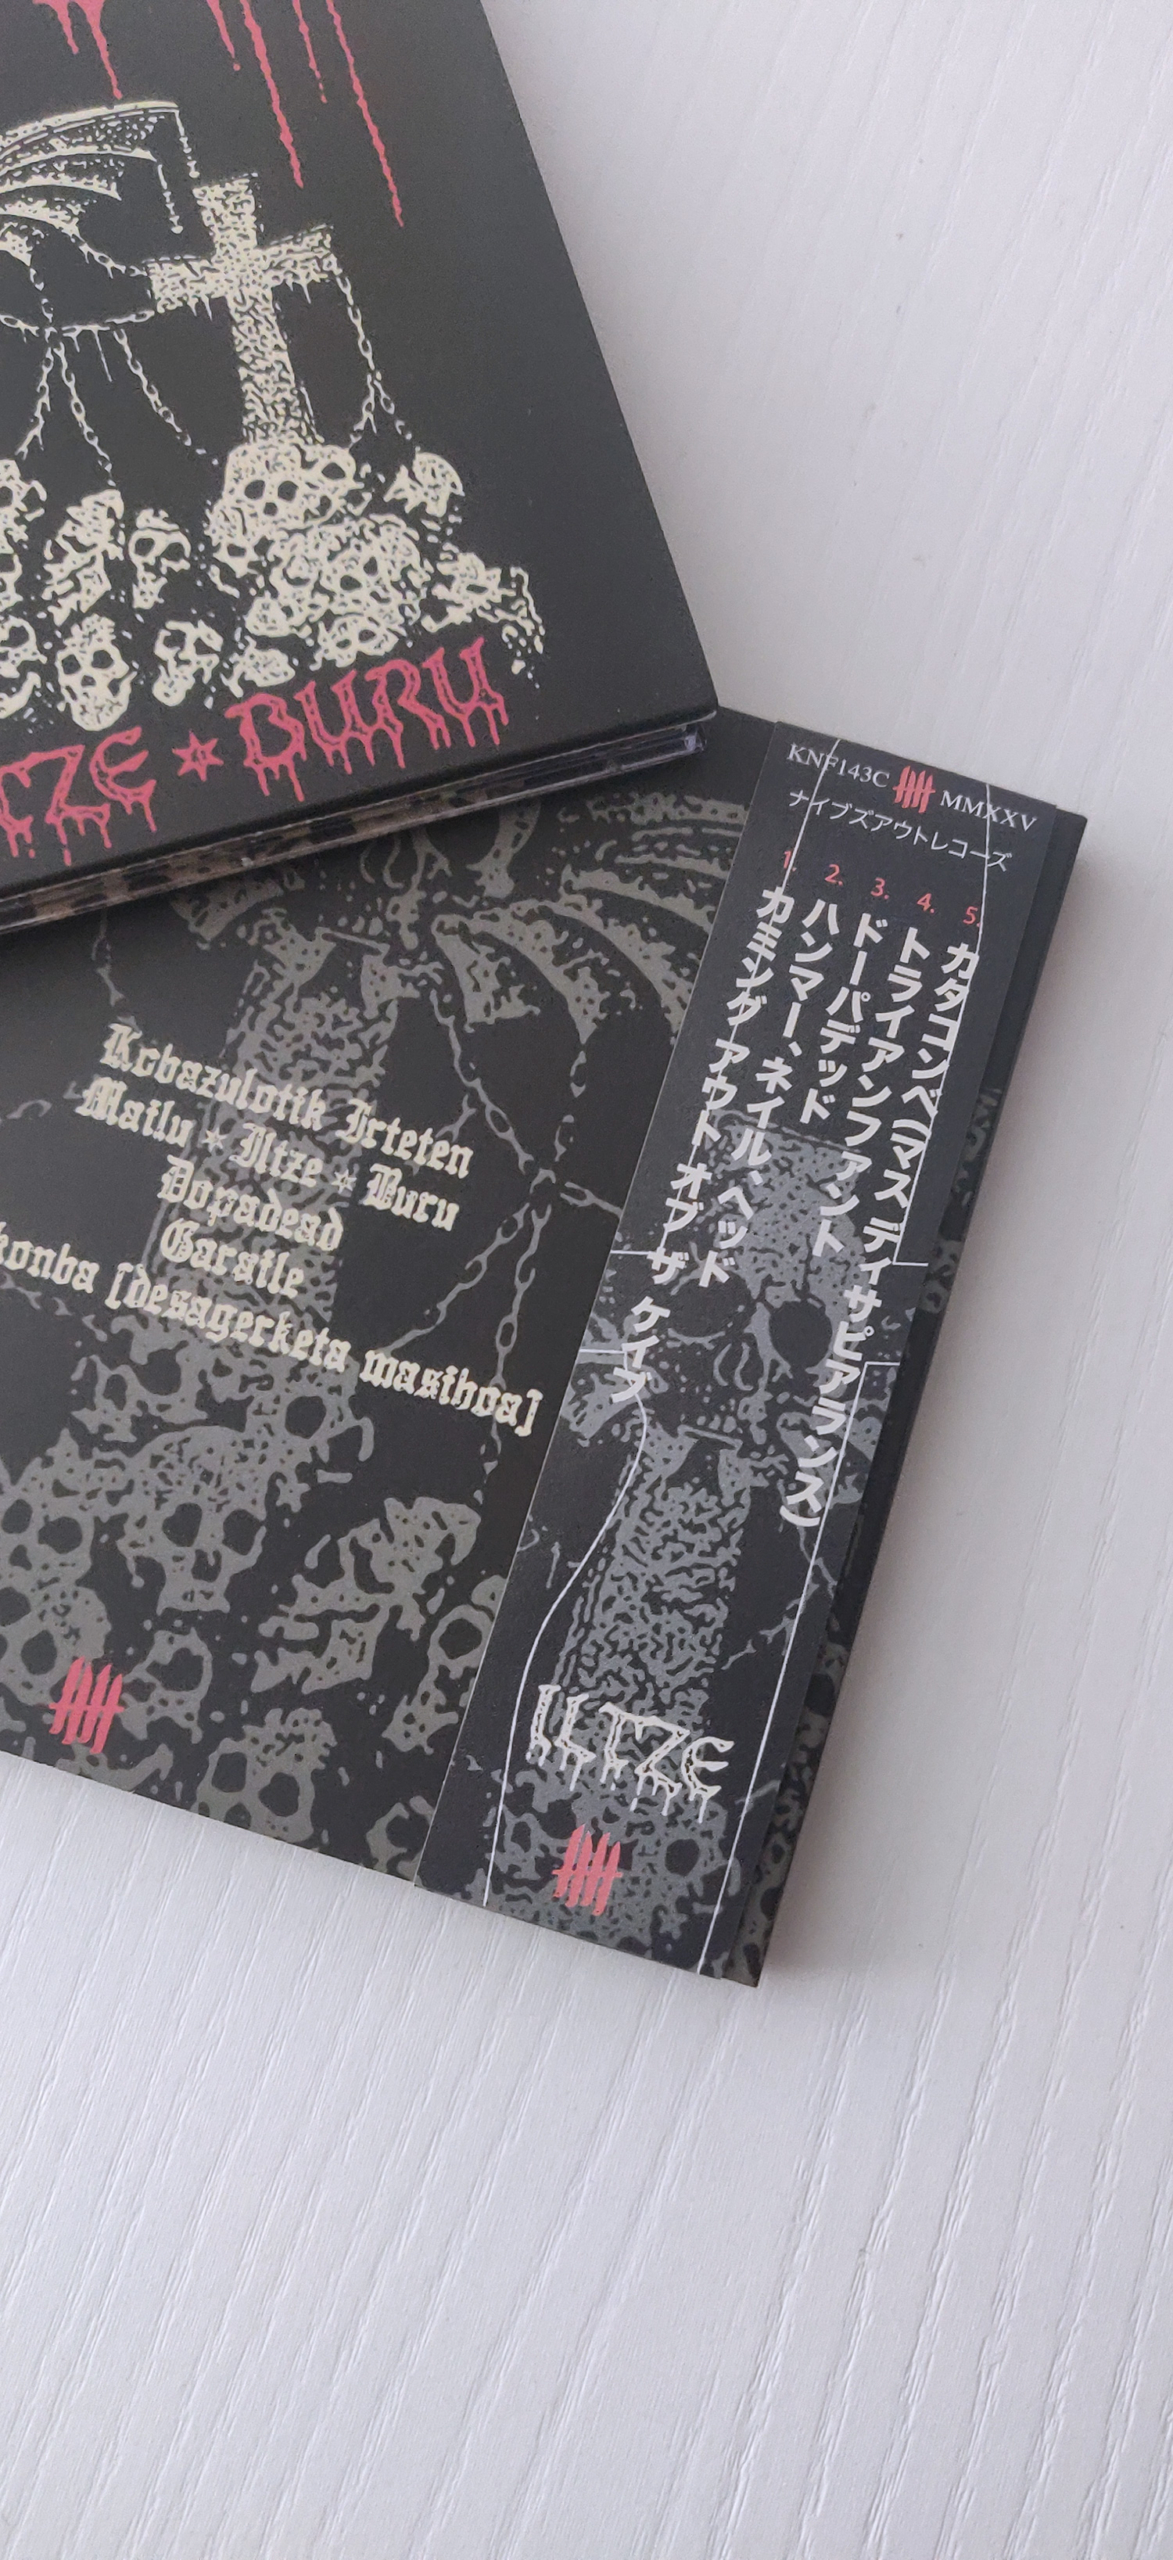 BURU
KNF143C MMXXV
ナイブズアウトレコーズ
1. カミング アウト オブ ザ ケイブ
2. ハンマー、ネイル、ヘッド
3. ドーパデッド
4. トライアンファント
5. カタコンベ(マス ディサピアランス)
Kobazulotik Irteten
Mailu ☆ Iltze ☆ Buru
Dopadead
Garaile
konba [desagerketa masiboa]
ILTZE